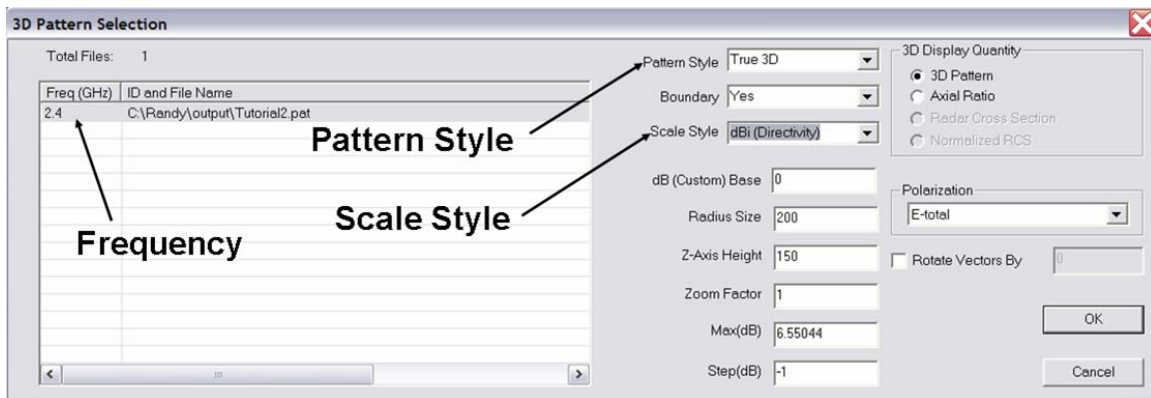 3D Pattern Selection
Total Files: 1
Freq (GHz) ID and File Name
2.4 C:\Randy\output\Tutorial2.pat
Frequency
Pattern Style
Scale Style
Pattern Style True 3D
Boundary Yes
Scale Style dBi (Directivity)
dB (Custom) Base 0
Radius Size 200
Z-Axis Height 150
Zoom Factor 1
Max(dB) 6.55044
Step(dB) -1
3D Display Quantity
3D Pattern
Axial Ratio
Radar Cross Section
Normalized RCS
Polarization
E-total
Rotate Vectors By 0
OK
Cancel